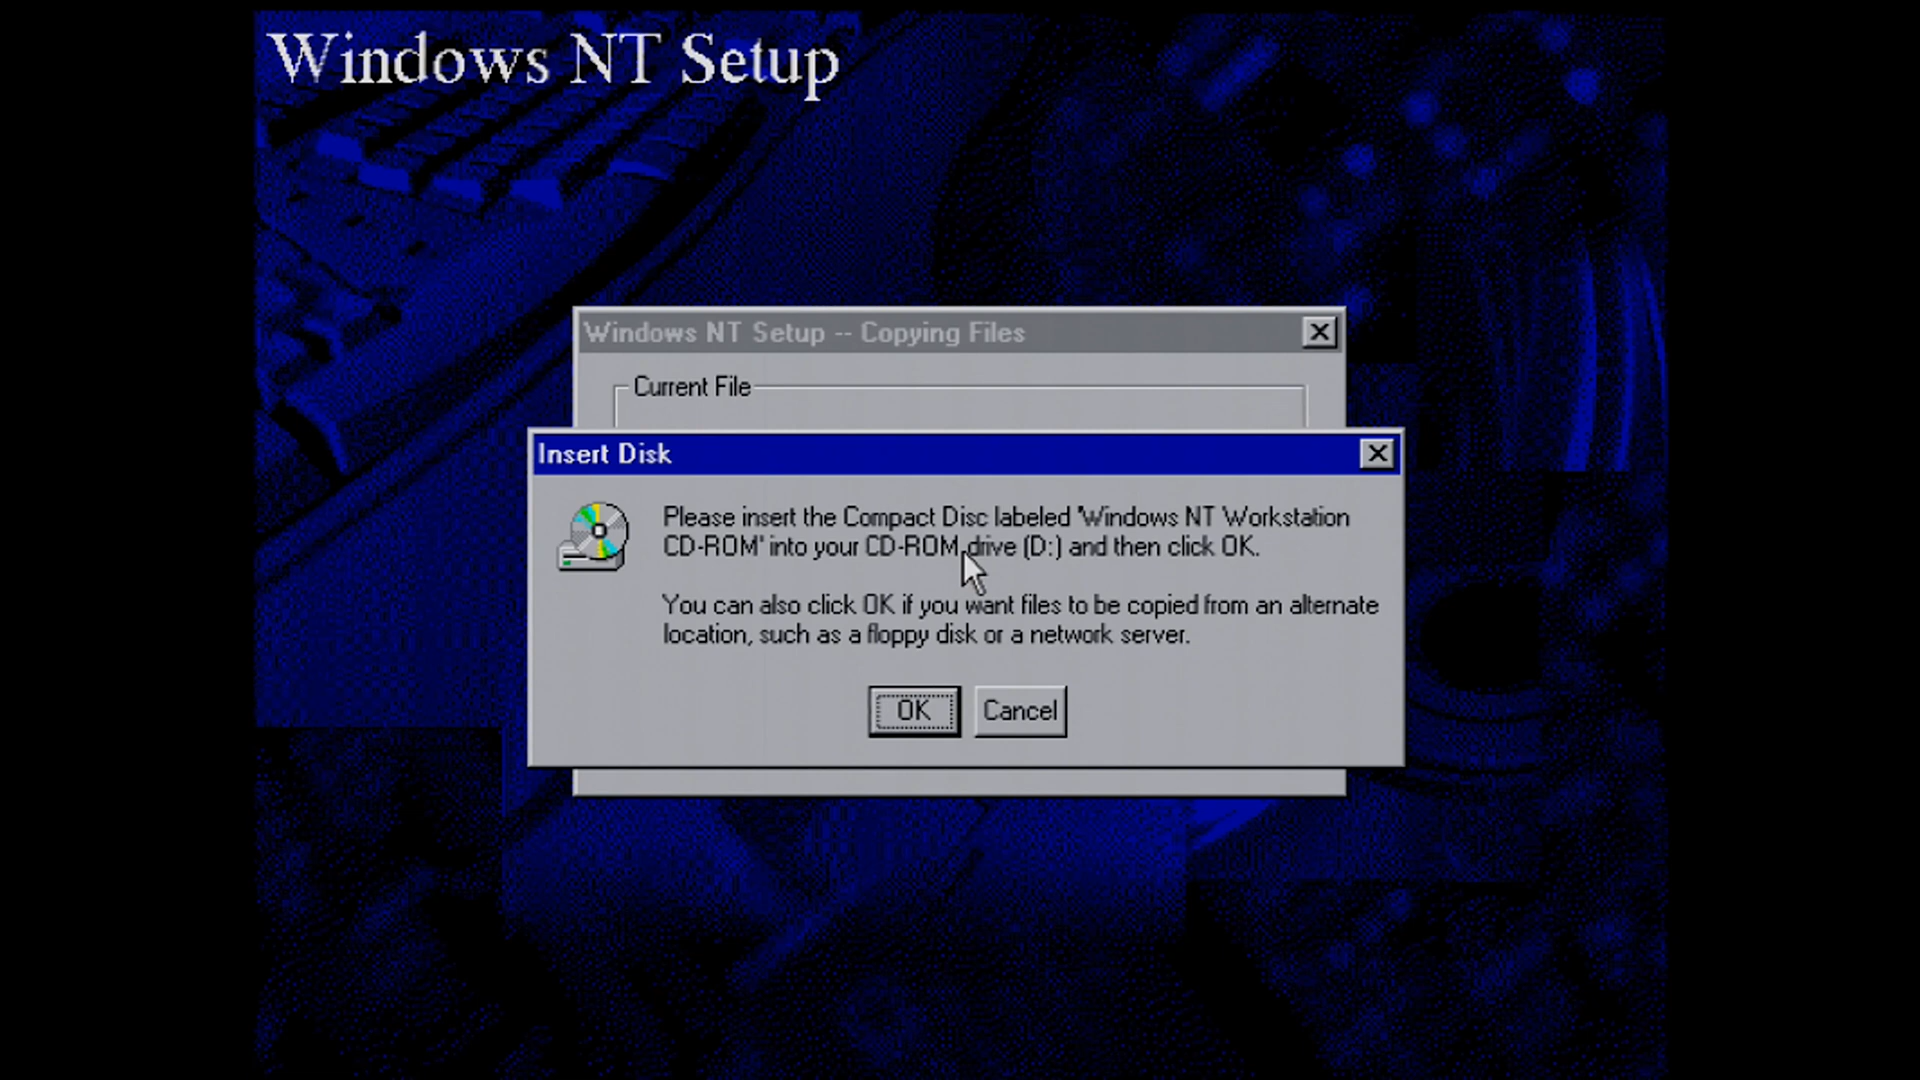 Windows NT Setup
Windows NT Setup -- Copying Files
Current File
Insert Disk
Please insert the Compact Disc labeled 'Windows NT Workstation
CD-ROM' into your CD-ROM drive (D:) and then click OK.
You can also click OK if you want files to be copied from an alternate
location, such as a floppy disk or a network server.
OK
Cancel